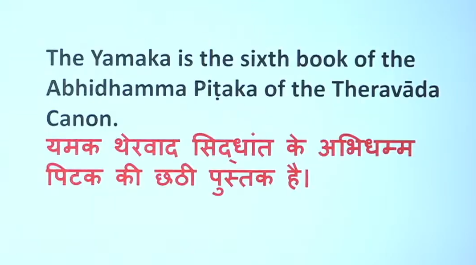 The Yamaka is the sixth book of the
Abhidhamma Piṭaka of the Theravāda
Canon.
यमक थेरवाद सिद्धांत के अभिधम्म
पिटक की छठी पुस्तक है।